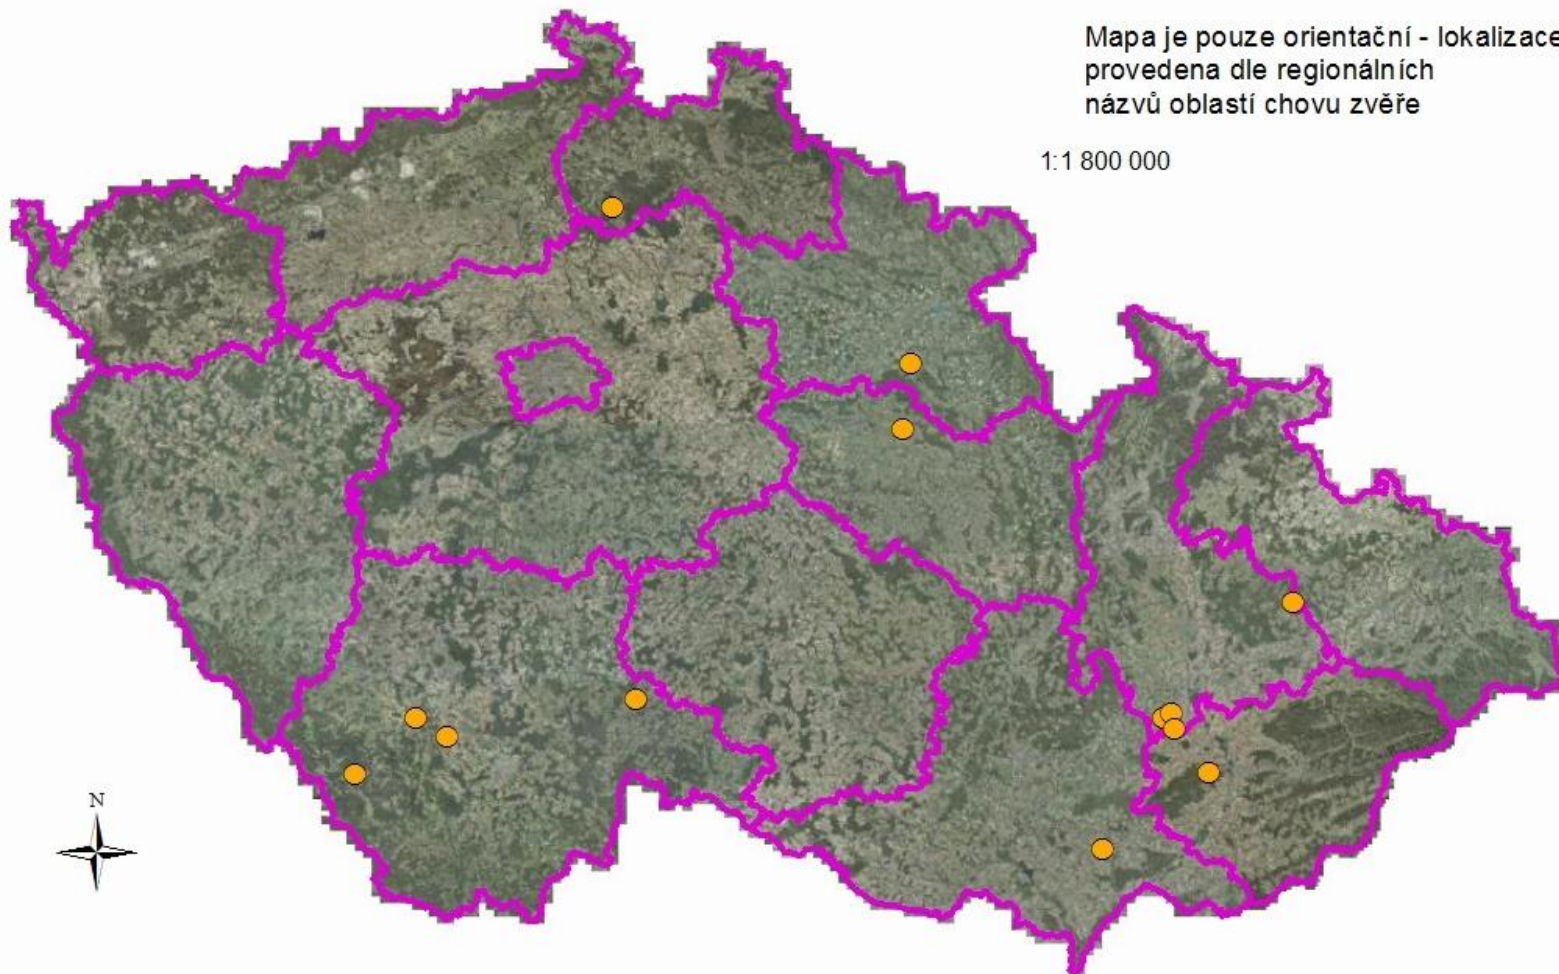 Mapa je pouze orientační - lokalizace
provedena dle regionálních
názvů oblastí chovu zvěře
1:1 800 000
N